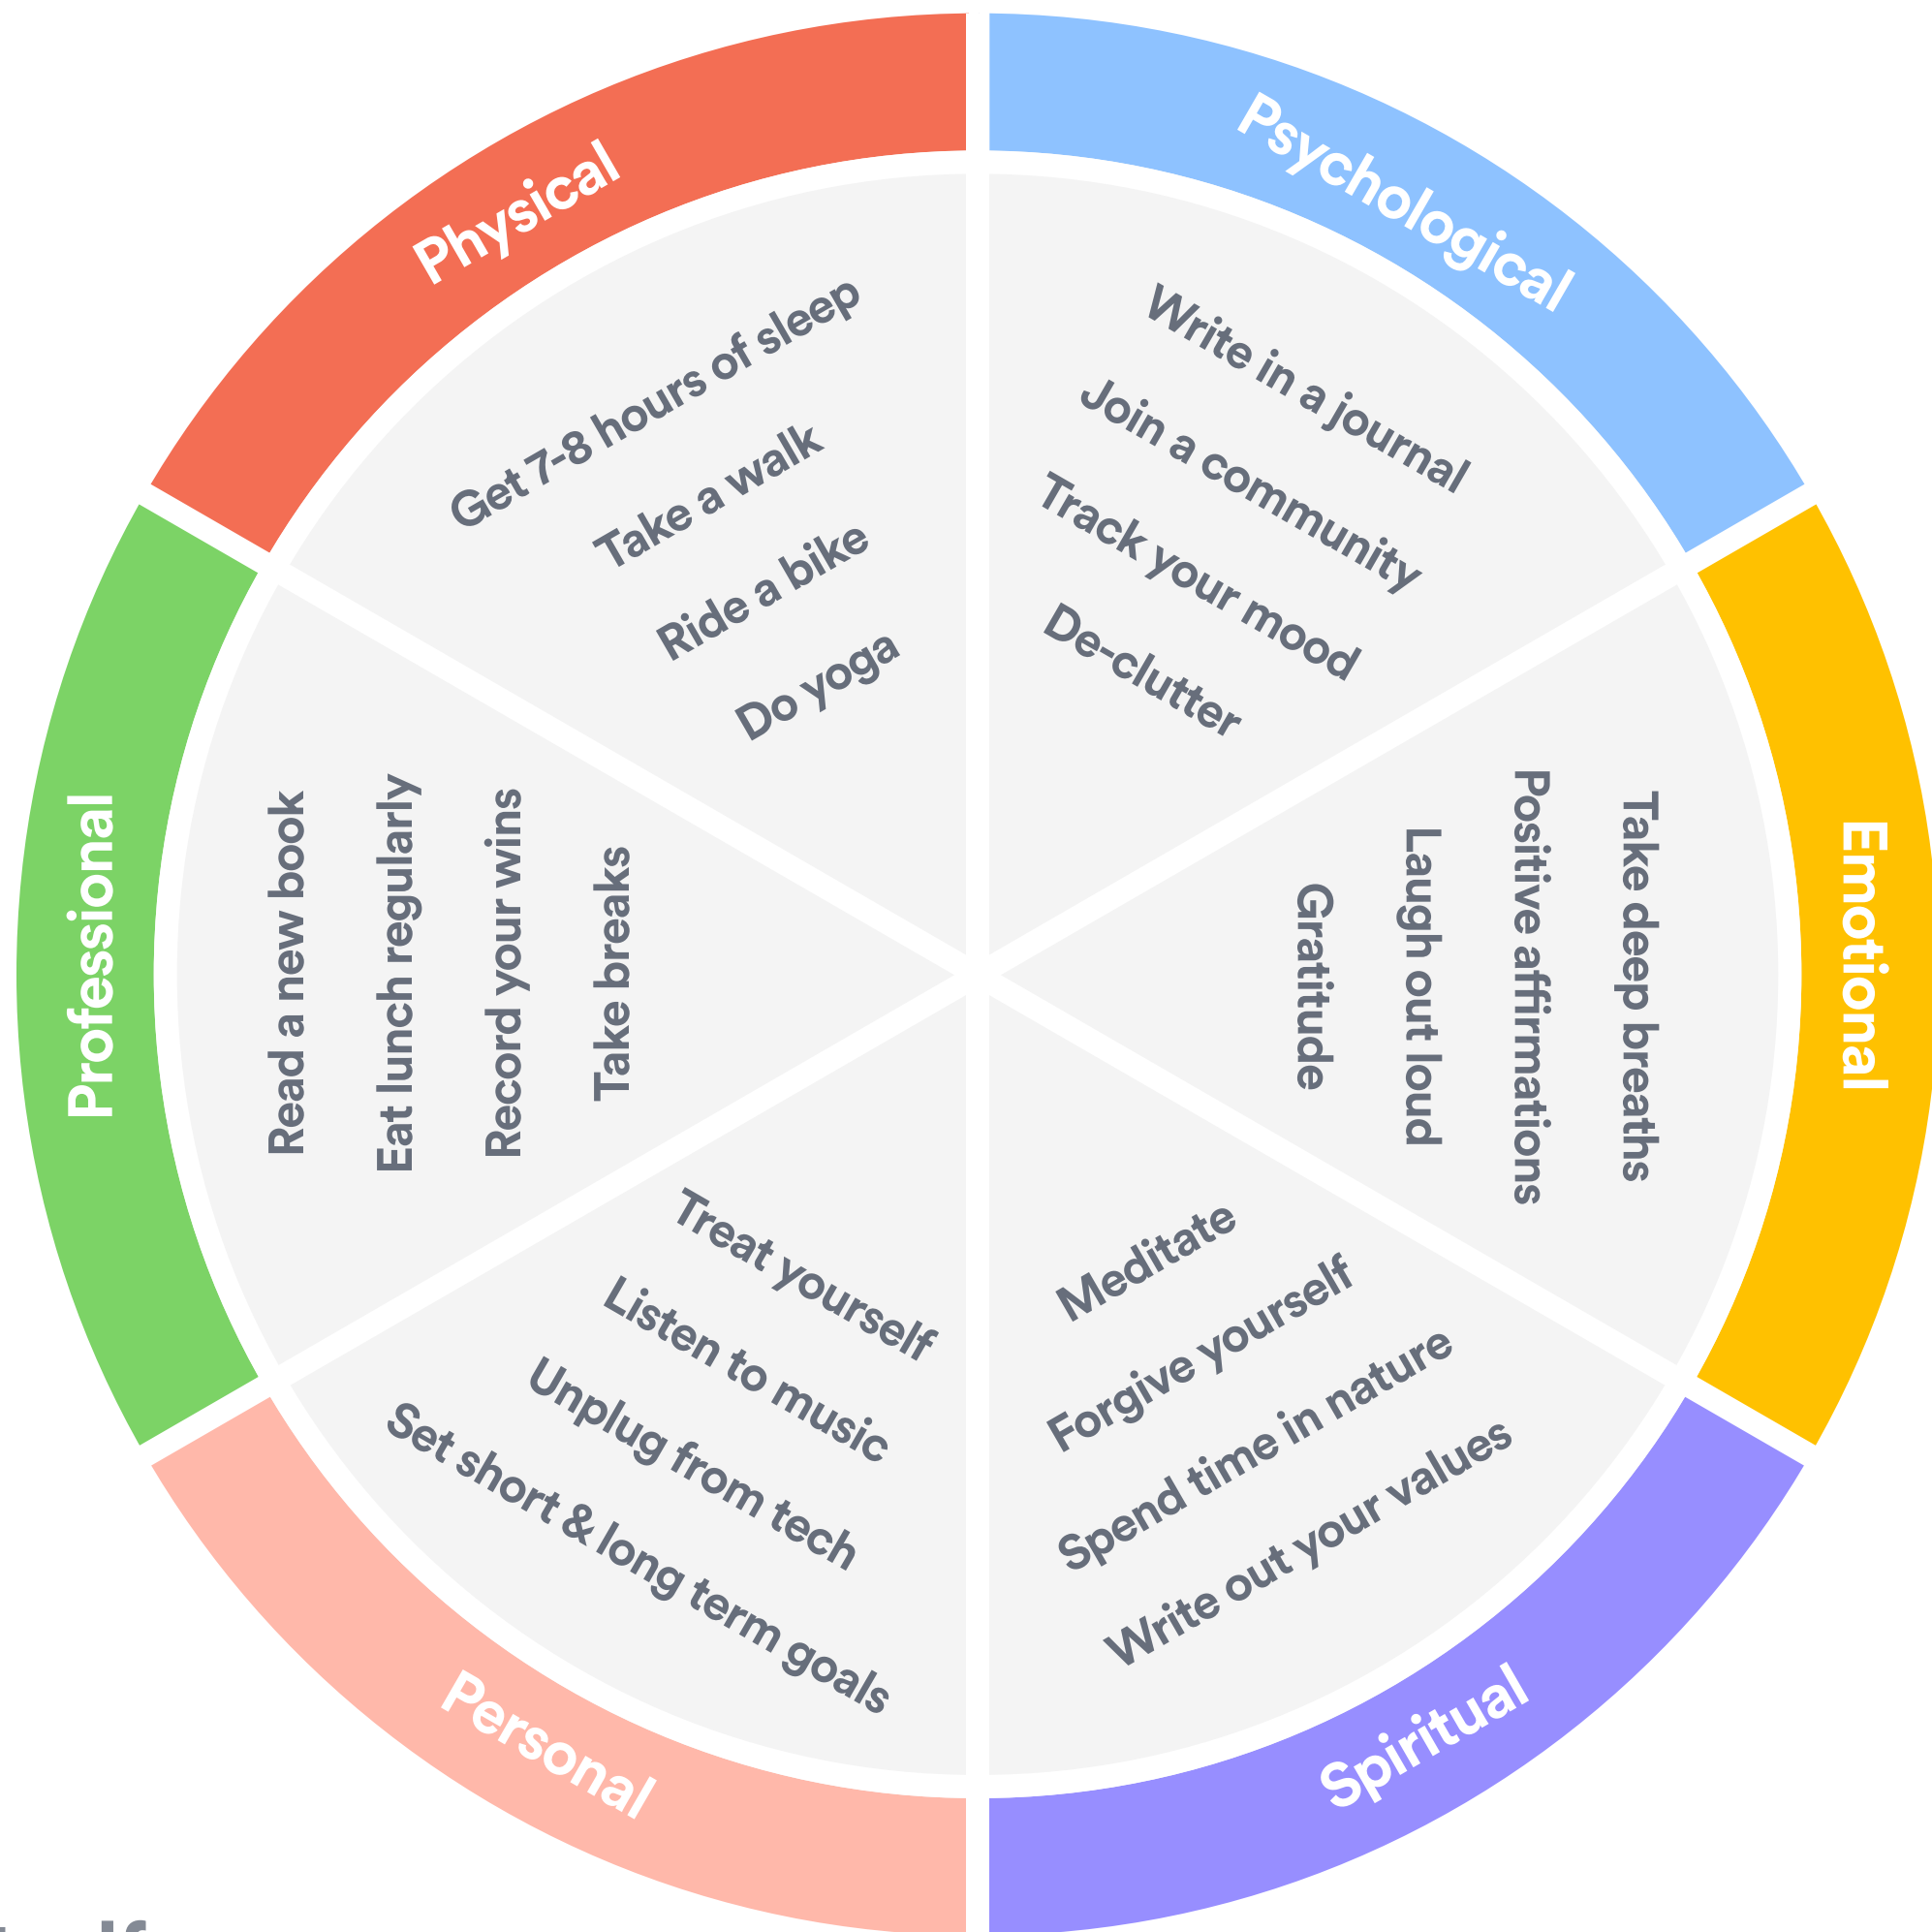 Physical
Get 7-8 hours of sleep
Take a walk
Ride a bike
Do yoga
Psychological
Write in a journal
Join a community
Track your mood
De-clutter
Emotional
Take deep breaths
Positive affirmations
Laugh out loud
Gratitude
Spiritual
Meditate
Forgive yourself
Spend time in nature
Write out your values
Personal
Treat yourself
Listen to music
Unplug from tech
Set short & long term goals
Professional
Read a new book
Eat lunch regularly
Record your wins
Take breaks